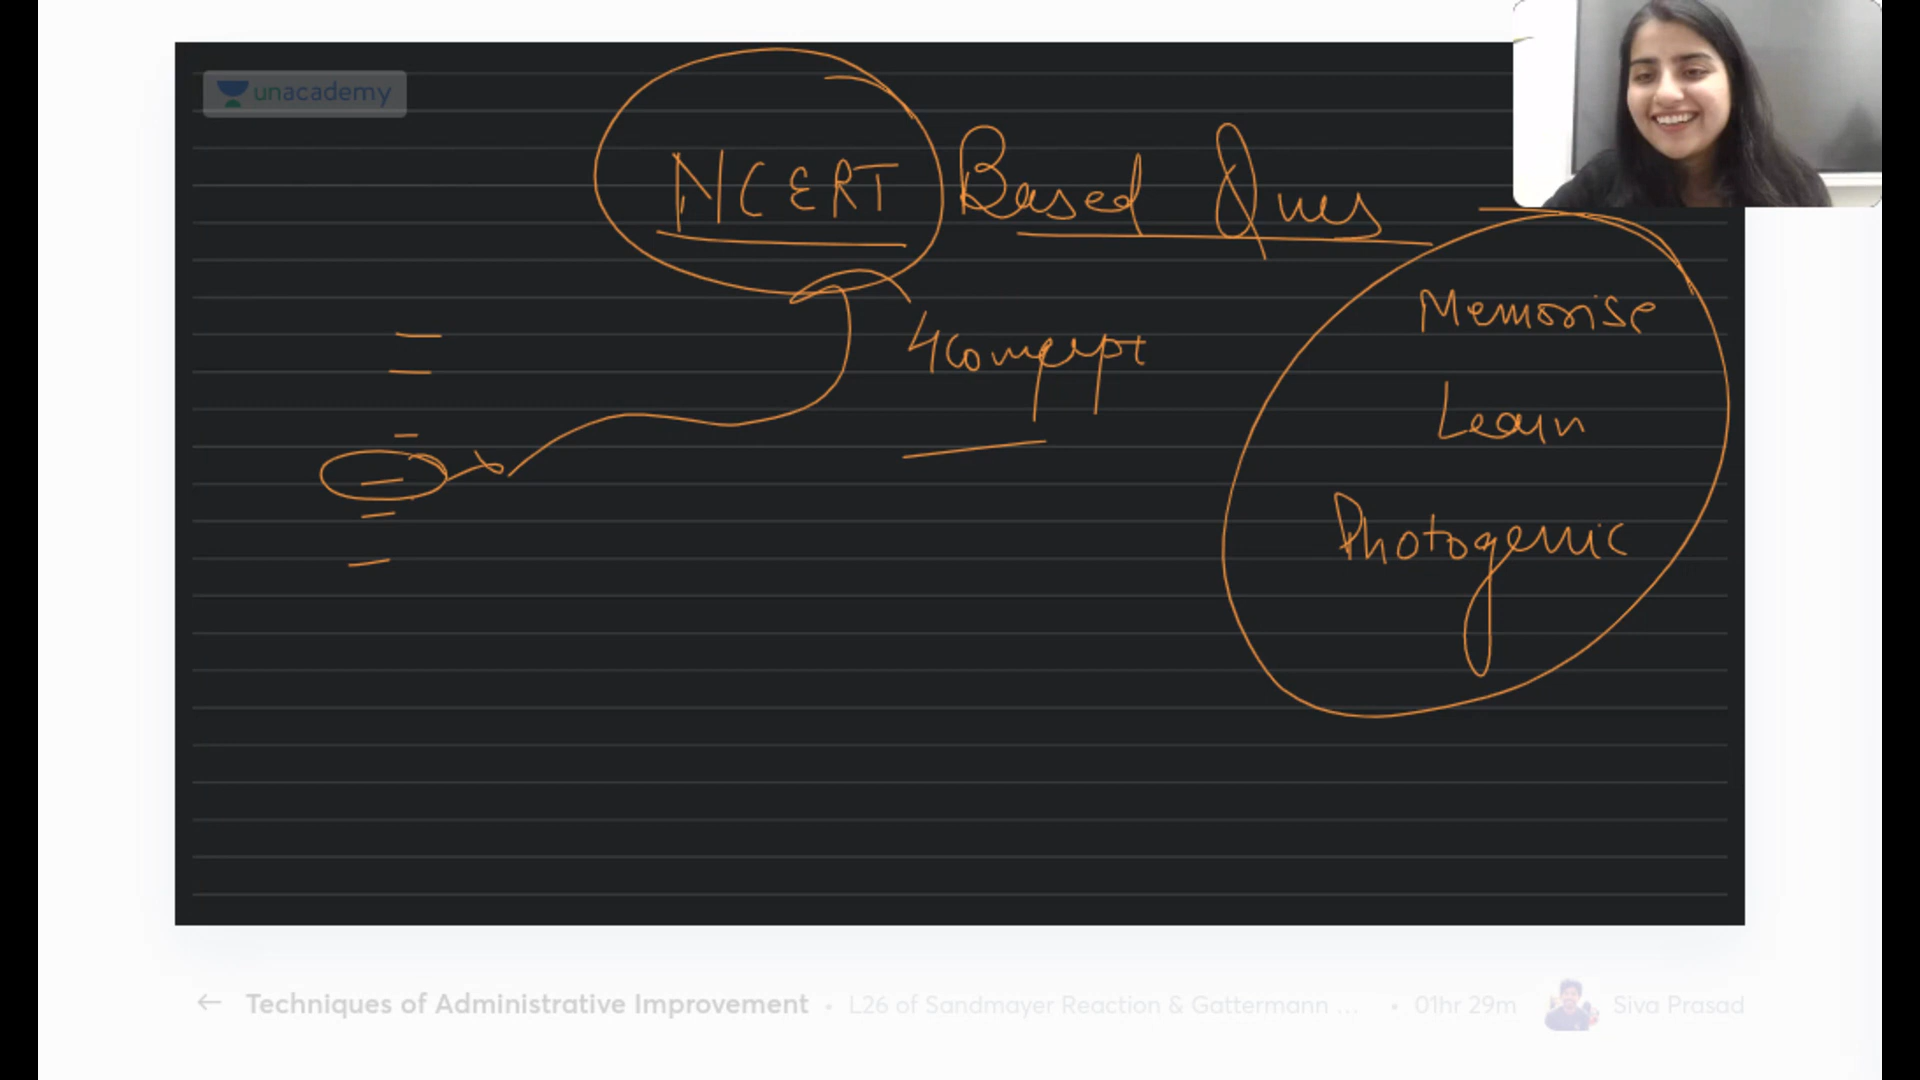 unacademy
NCERT Based Ques
Memorise
4 Concept
Learn
Photogenic
← Techniques of Administrative Improvement • L26 of Sandmayer Reaction & Gattermann ... • 01hr 29m Siva Prasad